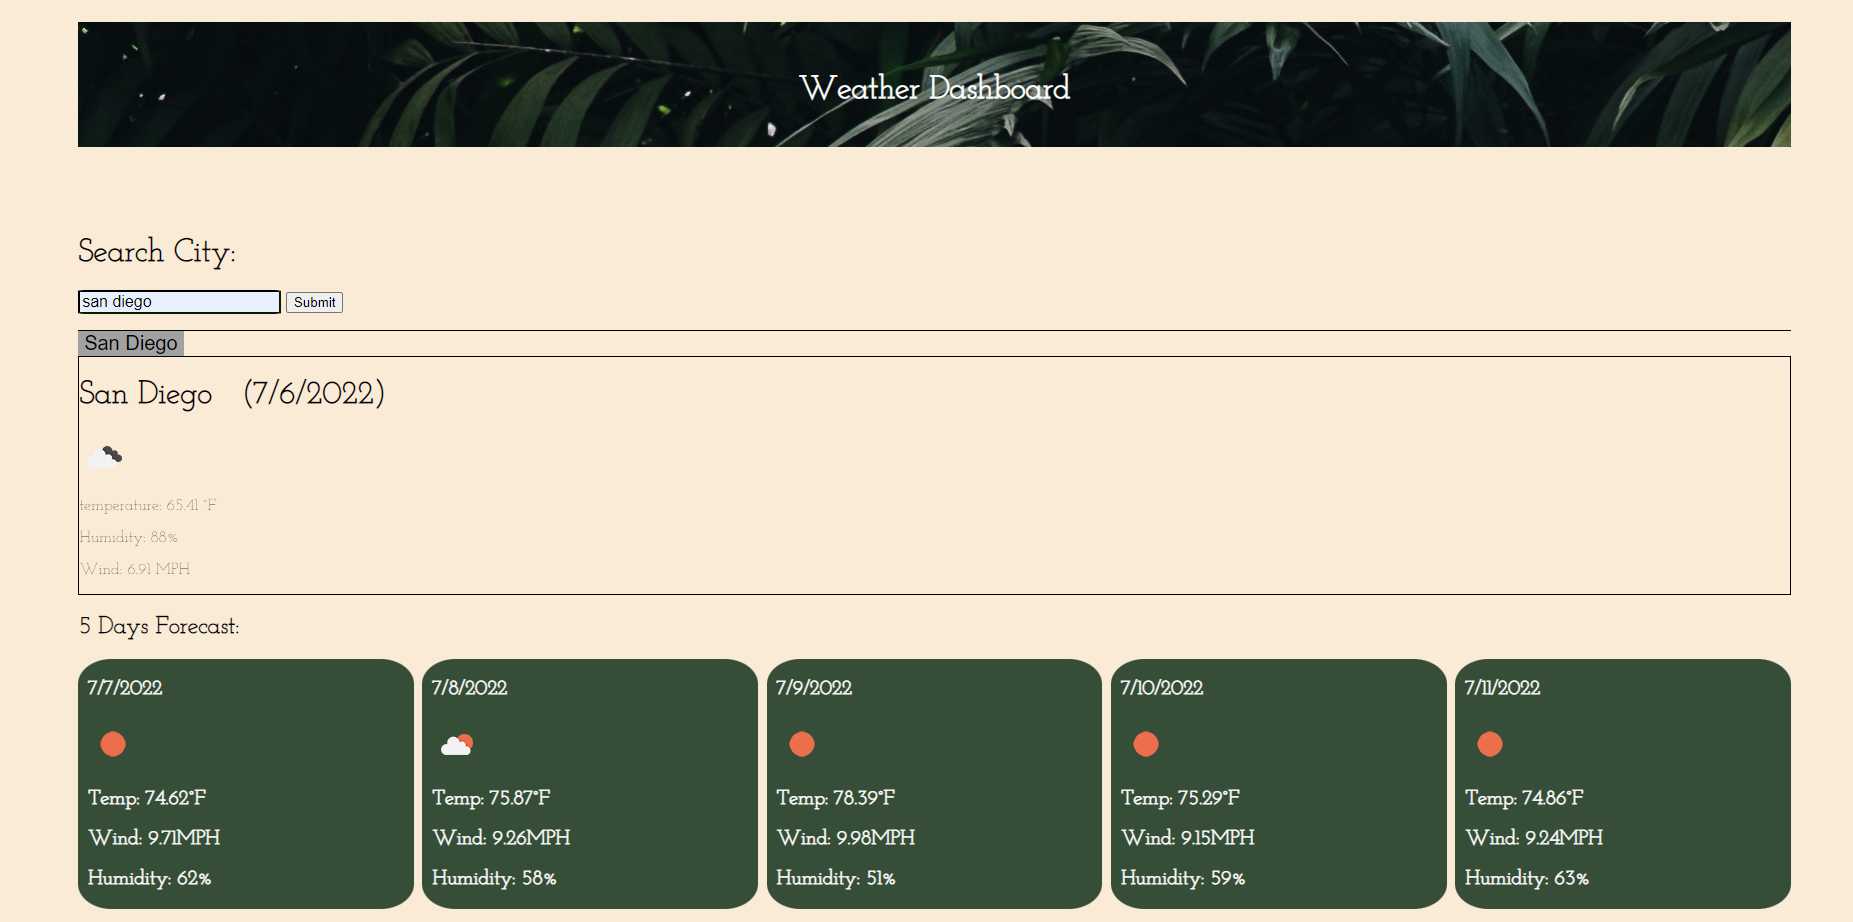 Weather Dashboard
Search City:
san diego Submit
San Diego
San Diego (7/6/2022)
temperature: 65.41 °F
Humidity: 88%
Wind: 6.91 MPH
5 Days Forecast:
7/7/2022
Temp: 74.62°F
Wind: 9.71MPH
Humidity: 62%
7/8/2022
Temp: 75.87°F
Wind: 9.26MPH
Humidity: 58%
7/9/2022
Temp: 78.39°F
Wind: 9.98MPH
Humidity: 51%
7/10/2022
Temp: 75.29°F
Wind: 9.15MPH
Humidity: 59%
7/11/2022
Temp: 74.86°F
Wind: 9.24MPH
Humidity: 63%